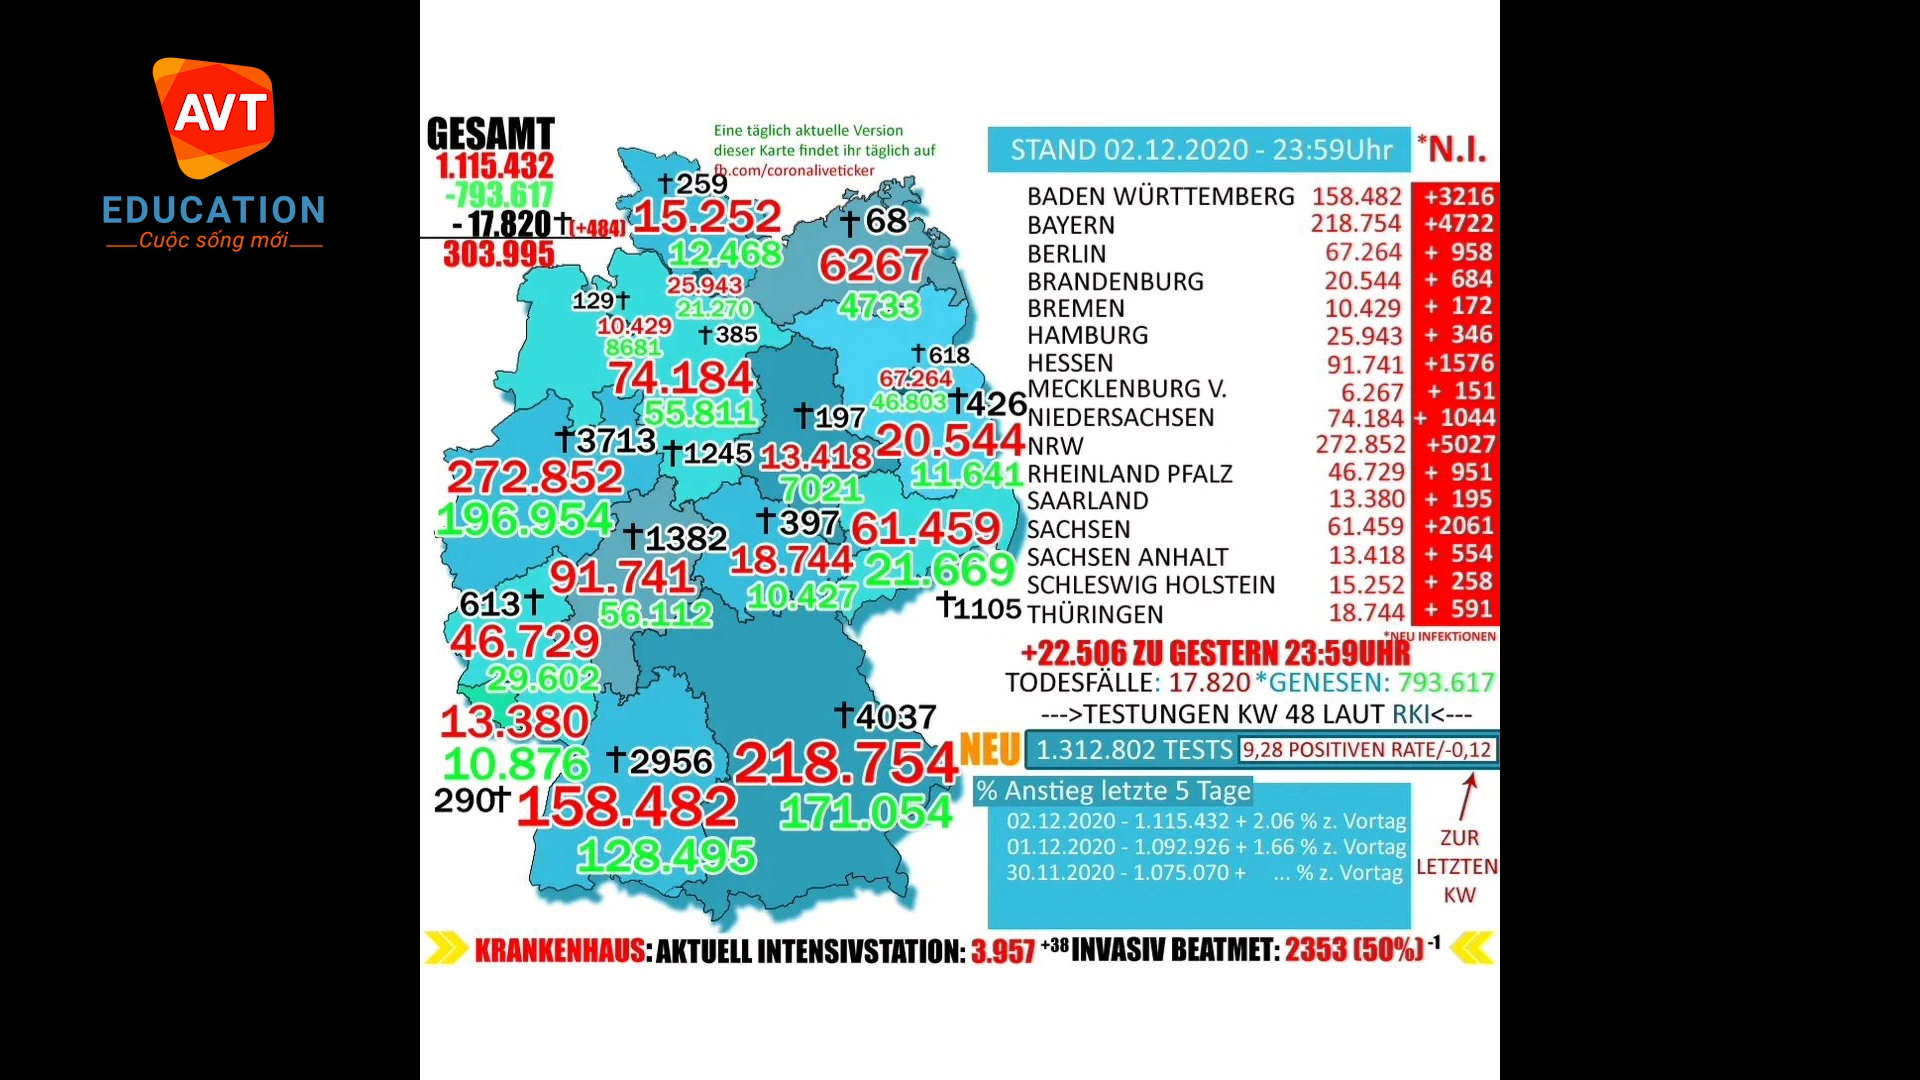 AVT
EDUCATION
Cuộc sống mới
GESAMT
1.115.432
-793.617
- 17.820†(+484)
303.995
Eine täglich aktuelle Version
dieser Karte findet ihr täglich auf
fb.com/coronaliveticker
†259
15.252
12.468
†68
6267
4733
25.943
21.270
129†
10.429
8681
†385
74.184
55.811
†618
67.264
46.803
†426
20.544
11.641
†197
13.418
7021
†3713
272.852
196.954
†1245
†397
18.744
10.427
61.459
21.669
†1105
†1382
91.741
56.112
613†
46.729
29.602
13.380
10.876
290†
†2956
158.482
128.495
†4037
218.754
171.054
STAND 02.12.2020 - 23:59Uhr
*N.I.
BADEN WÜRTTEMBERG 158.482 +3216
BAYERN 218.754 +4722
BERLIN 67.264 + 958
BRANDENBURG 20.544 + 684
BREMEN 10.429 + 172
HAMBURG 25.943 + 346
HESSEN 91.741 +1576
MECKLENBURG V. 6.267 + 151
NIEDERSACHSEN 74.184 + 1044
NRW 272.852 +5027
RHEINLAND PFALZ 46.729 + 951
SAARLAND 13.380 + 195
SACHSEN 61.459 +2061
SACHSEN ANHALT 13.418 + 554
SCHLESWIG HOLSTEIN 15.252 + 258
THÜRINGEN 18.744 + 591
*NEU INFEKTiONEN
+22.506 ZU GESTERN 23:59UHR
TODESFÄLLE: 17.820 *GENESEN: 793.617
--->TESTUNGEN KW 48 LAUT RKI<---
NEU 1.312.802 TESTS 9,28 POSITIVEN RATE/-0,12
% Anstieg letzte 5 Tage
02.12.2020 - 1.115.432 + 2.06 % z. Vortag
01.12.2020 - 1.092.926 + 1.66 % z. Vortag
30.11.2020 - 1.075.070 + ... % z. Vortag
ZUR
LETZTEN
KW
KRANKENHAUS: AKTUELL INTENSIVSTATION: 3.957 +38 INVASIV BEATMET: 2353 (50%) -1